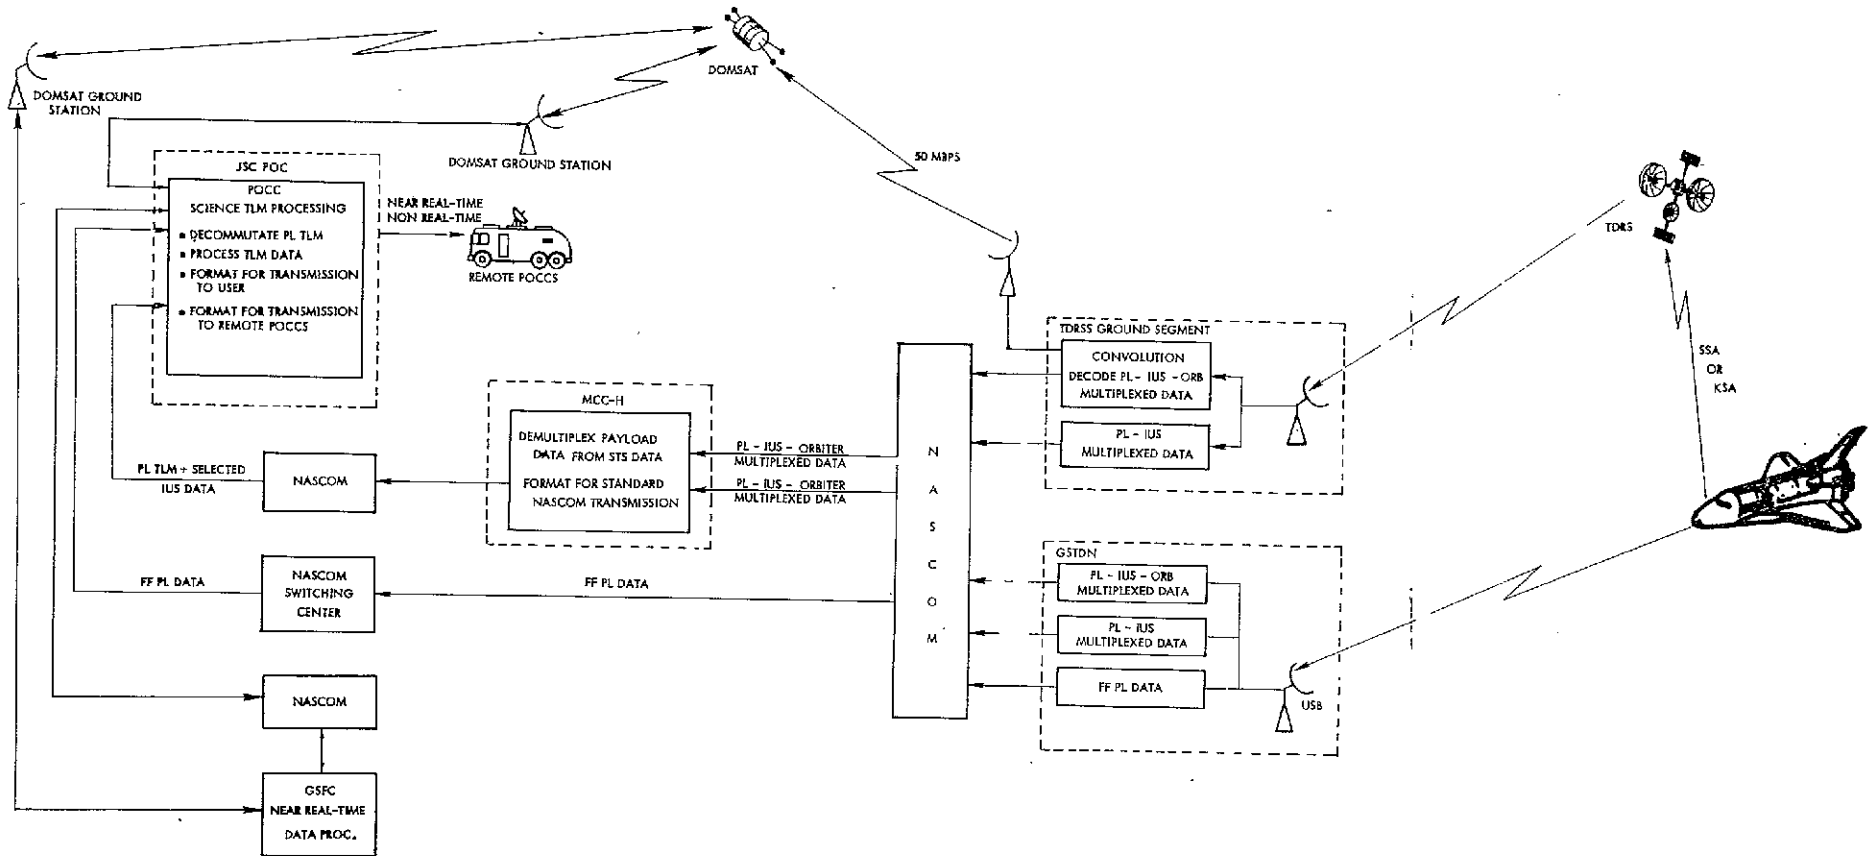 DOMSAT
DOMSAT GROUND
STATION
DOMSAT GROUND STATION
50 MBPS
TDRS
JSC POC
POCC
SCIENCE TLM PROCESSING
• DECOMMUTATE PL TLM
• PROCESS TLM DATA
• FORMAT FOR TRANSMISSION
TO USER
• FORMAT FOR TRANSMISSION
TO REMOTE POCCS
NEAR REAL-TIME
NON REAL-TIME
REMOTE POCCS
TDRSS GROUND SEGMENT
CONVOLUTION
DECODE PL - IUS - ORB
MULTIPLEXED DATA
PL - IUS
MULTIPLEXED DATA
SSA
OR
KSA
MCC-H
DEMULTIPLEX PAYLOAD
DATA FROM STS DATA
FORMAT FOR STANDARD
NASCOM TRANSMISSION
PL - IUS - ORBITER
MULTIPLEXED DATA
PL - IUS - ORBITER
MULTIPLEXED DATA
N
A
S
C
O
M
PL TLM + SELECTED
IUS DATA
NASCOM
GSTDN
PL - IUS - ORB
MULTIPLEXED DATA
PL - IUS
MULTIPLEXED DATA
FF PL DATA
USB
FF PL DATA
NASCOM
SWITCHING
CENTER
FF PL DATA
NASCOM
GSFC
NEAR REAL-TIME
DATA PROC.